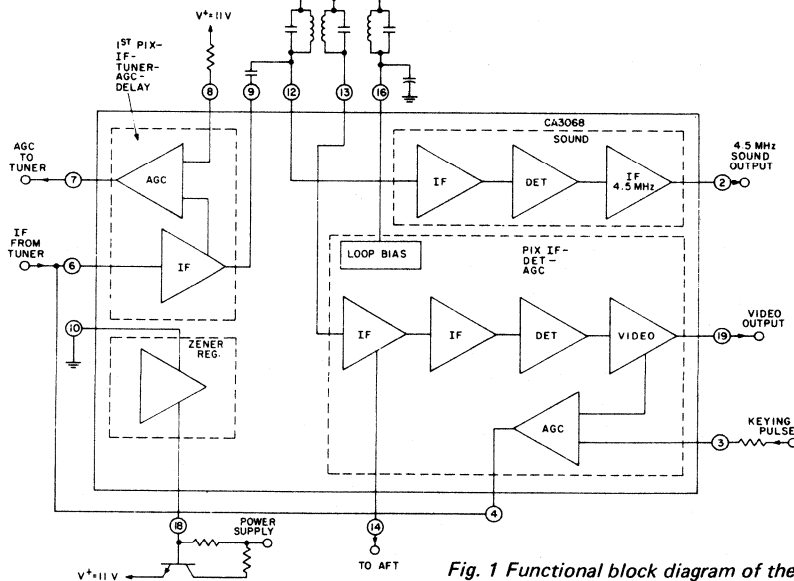 V+=11V
1ST PIX-
IF-
TUNER-
AGC-
DELAY
8
9
12
13
16
CA3068
SOUND
AGC
TO
TUNER
7
AGC
IF
DET
IF
4.5 MHz
2
4.5 MHz
SOUND
OUTPUT
IF
FROM
TUNER
6
IF
LOOP BIAS
PIX IF-
DET-
AGC
10
ZENER
REG.
IF
IF
DET
VIDEO
19
VIDEO
OUTPUT
AGC
3
KEYING
PULSE
4
18
POWER
SUPPLY
14
TO AFT
V+=11 V
Fig. 1 Functional block diagram of the